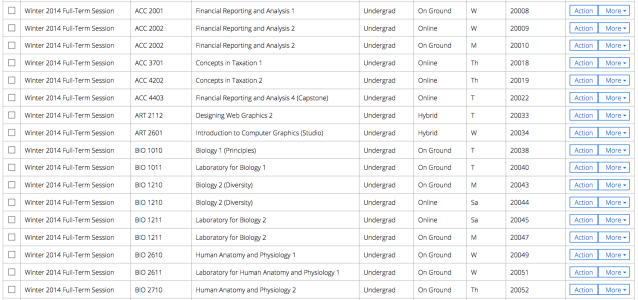 Winter 2014 Full-Term Session ACC 2001 Financial Reporting and Analysis 1 Undergrad On Ground W 20008 Action More
Winter 2014 Full-Term Session ACC 2002 Financial Reporting and Analysis 2 Undergrad Online W 20009 Action More
Winter 2014 Full-Term Session ACC 2002 Financial Reporting and Analysis 2 Undergrad On Ground M 20010 Action More
Winter 2014 Full-Term Session ACC 3701 Concepts in Taxation 1 Undergrad Online Th 20018 Action More
Winter 2014 Full-Term Session ACC 4202 Concepts in Taxation 2 Undergrad Online Th 20019 Action More
Winter 2014 Full-Term Session ACC 4403 Financial Reporting and Analysis 4 (Capstone) Undergrad Online T 20022 Action More
Winter 2014 Full-Term Session ART 2112 Designing Web Graphics 2 Undergrad Hybrid T 20033 Action More
Winter 2014 Full-Term Session ART 2601 Introduction to Computer Graphics (Studio) Undergrad Hybrid W 20034 Action More
Winter 2014 Full-Term Session BIO 1010 Biology 1 (Principles) Undergrad On Ground T 20038 Action More
Winter 2014 Full-Term Session BIO 1011 Laboratory for Biology 1 Undergrad On Ground T 20040 Action More
Winter 2014 Full-Term Session BIO 1210 Biology 2 (Diversity) Undergrad On Ground M 20043 Action More
Winter 2014 Full-Term Session BIO 1210 Biology 2 (Diversity) Undergrad Online Sa 20044 Action More
Winter 2014 Full-Term Session BIO 1211 Laboratory for Biology 2 Undergrad Online Sa 20045 Action More
Winter 2014 Full-Term Session BIO 1211 Laboratory for Biology 2 Undergrad On Ground M 20047 Action More
Winter 2014 Full-Term Session BIO 2610 Human Anatomy and Physiology 1 Undergrad On Ground W 20049 Action More
Winter 2014 Full-Term Session BIO 2611 Laboratory for Human Anatomy and Physiology 1 Undergrad On Ground W 20051 Action More
Winter 2014 Full-Term Session BIO 2710 Human Anatomy and Physiology 2 Undergrad On Ground Th 20052 Action More